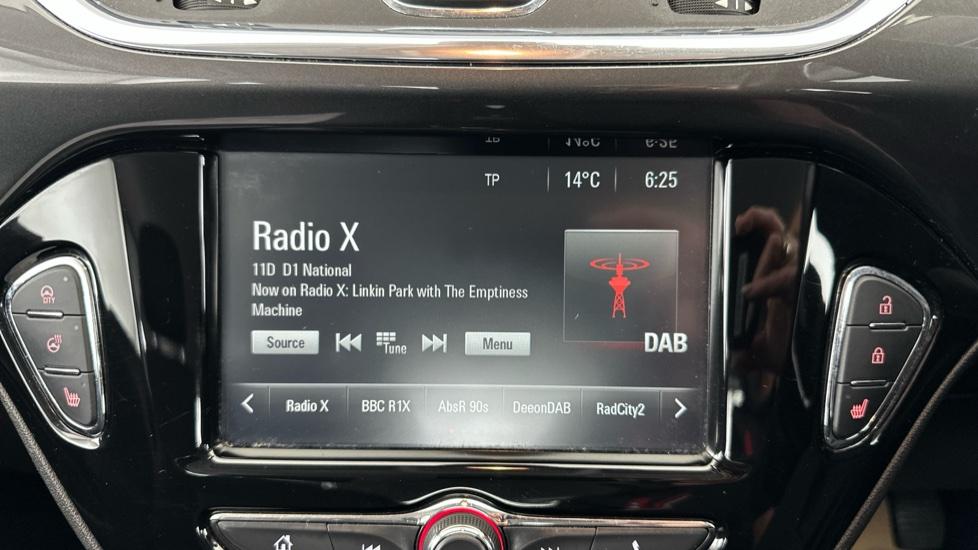 TP 14°C 6:25
Radio X
11D D1 National
Now on Radio X: Linkin Park with The Emptiness
Machine
Source Tune Menu
DAB
Radio X BBC R1X AbsR 90s DeeonDAB RadCity2
CITY